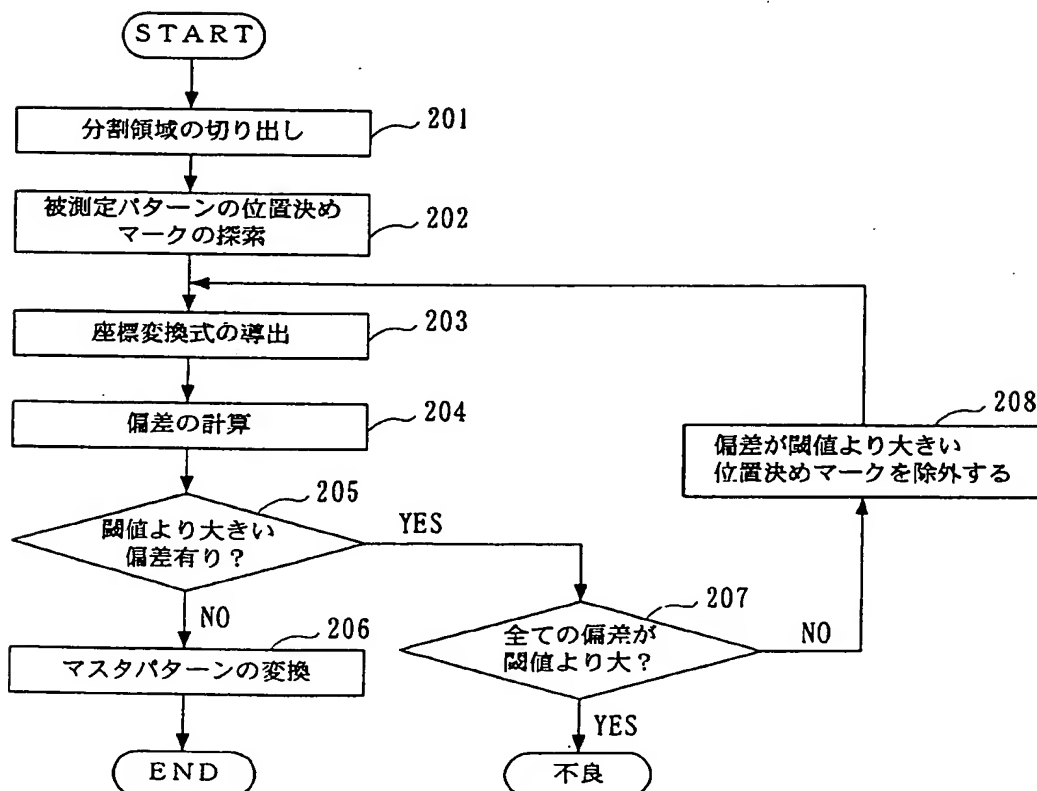 START
分割領域の切り出し
201
被測定パターンの位置決め
マークの探索
202
座標変換式の導出
203
偏差の計算
204
閾値より大きい
偏差有り？
205
YES
NO
マスタパターンの変換
206
END
全ての偏差が
閾値より大？
207
NO
YES
不良
偏差が閾値より大きい
位置決めマークを除外する
208